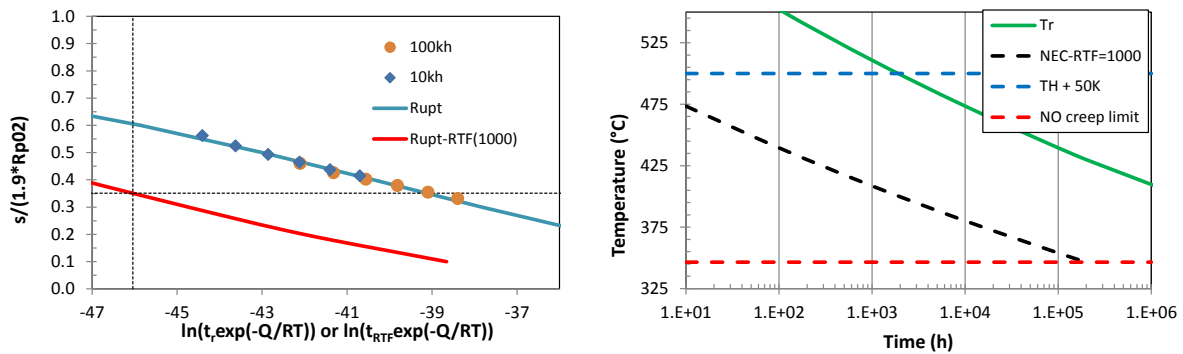 1.0
0.9
0.8
0.7
0.6
0.5
0.4
0.3
0.2
0.1
0.0
s/(1.9*Rp02)
100kh
10kh
Rupt
Rupt-RTF(1000)
-47 -45 -43 -41 -39 -37
ln(trexp(-Q/RT)) or ln(tRTFexp(-Q/RT))
525
475
425
375
325
Temperature (°C)
Tr
NEC-RTF=1000
TH + 50K
NO creep limit
1.E+01 1.E+02 1.E+03 1.E+04 1.E+05 1.E+06
Time (h)